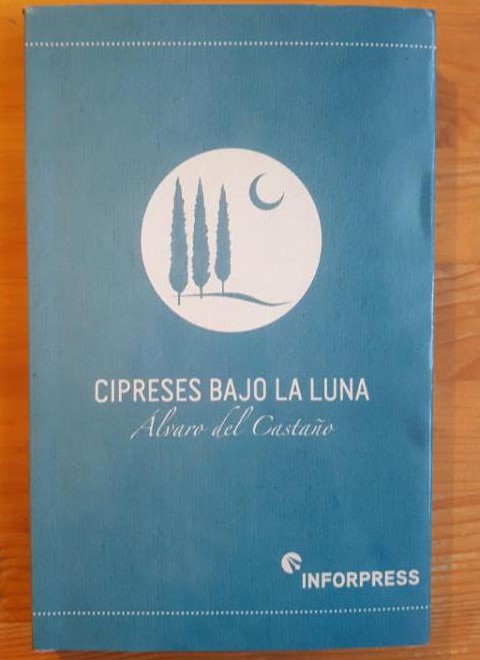 CIPRESES BAJO LA LUNA
Álvaro del Castaño
INFORPRESS